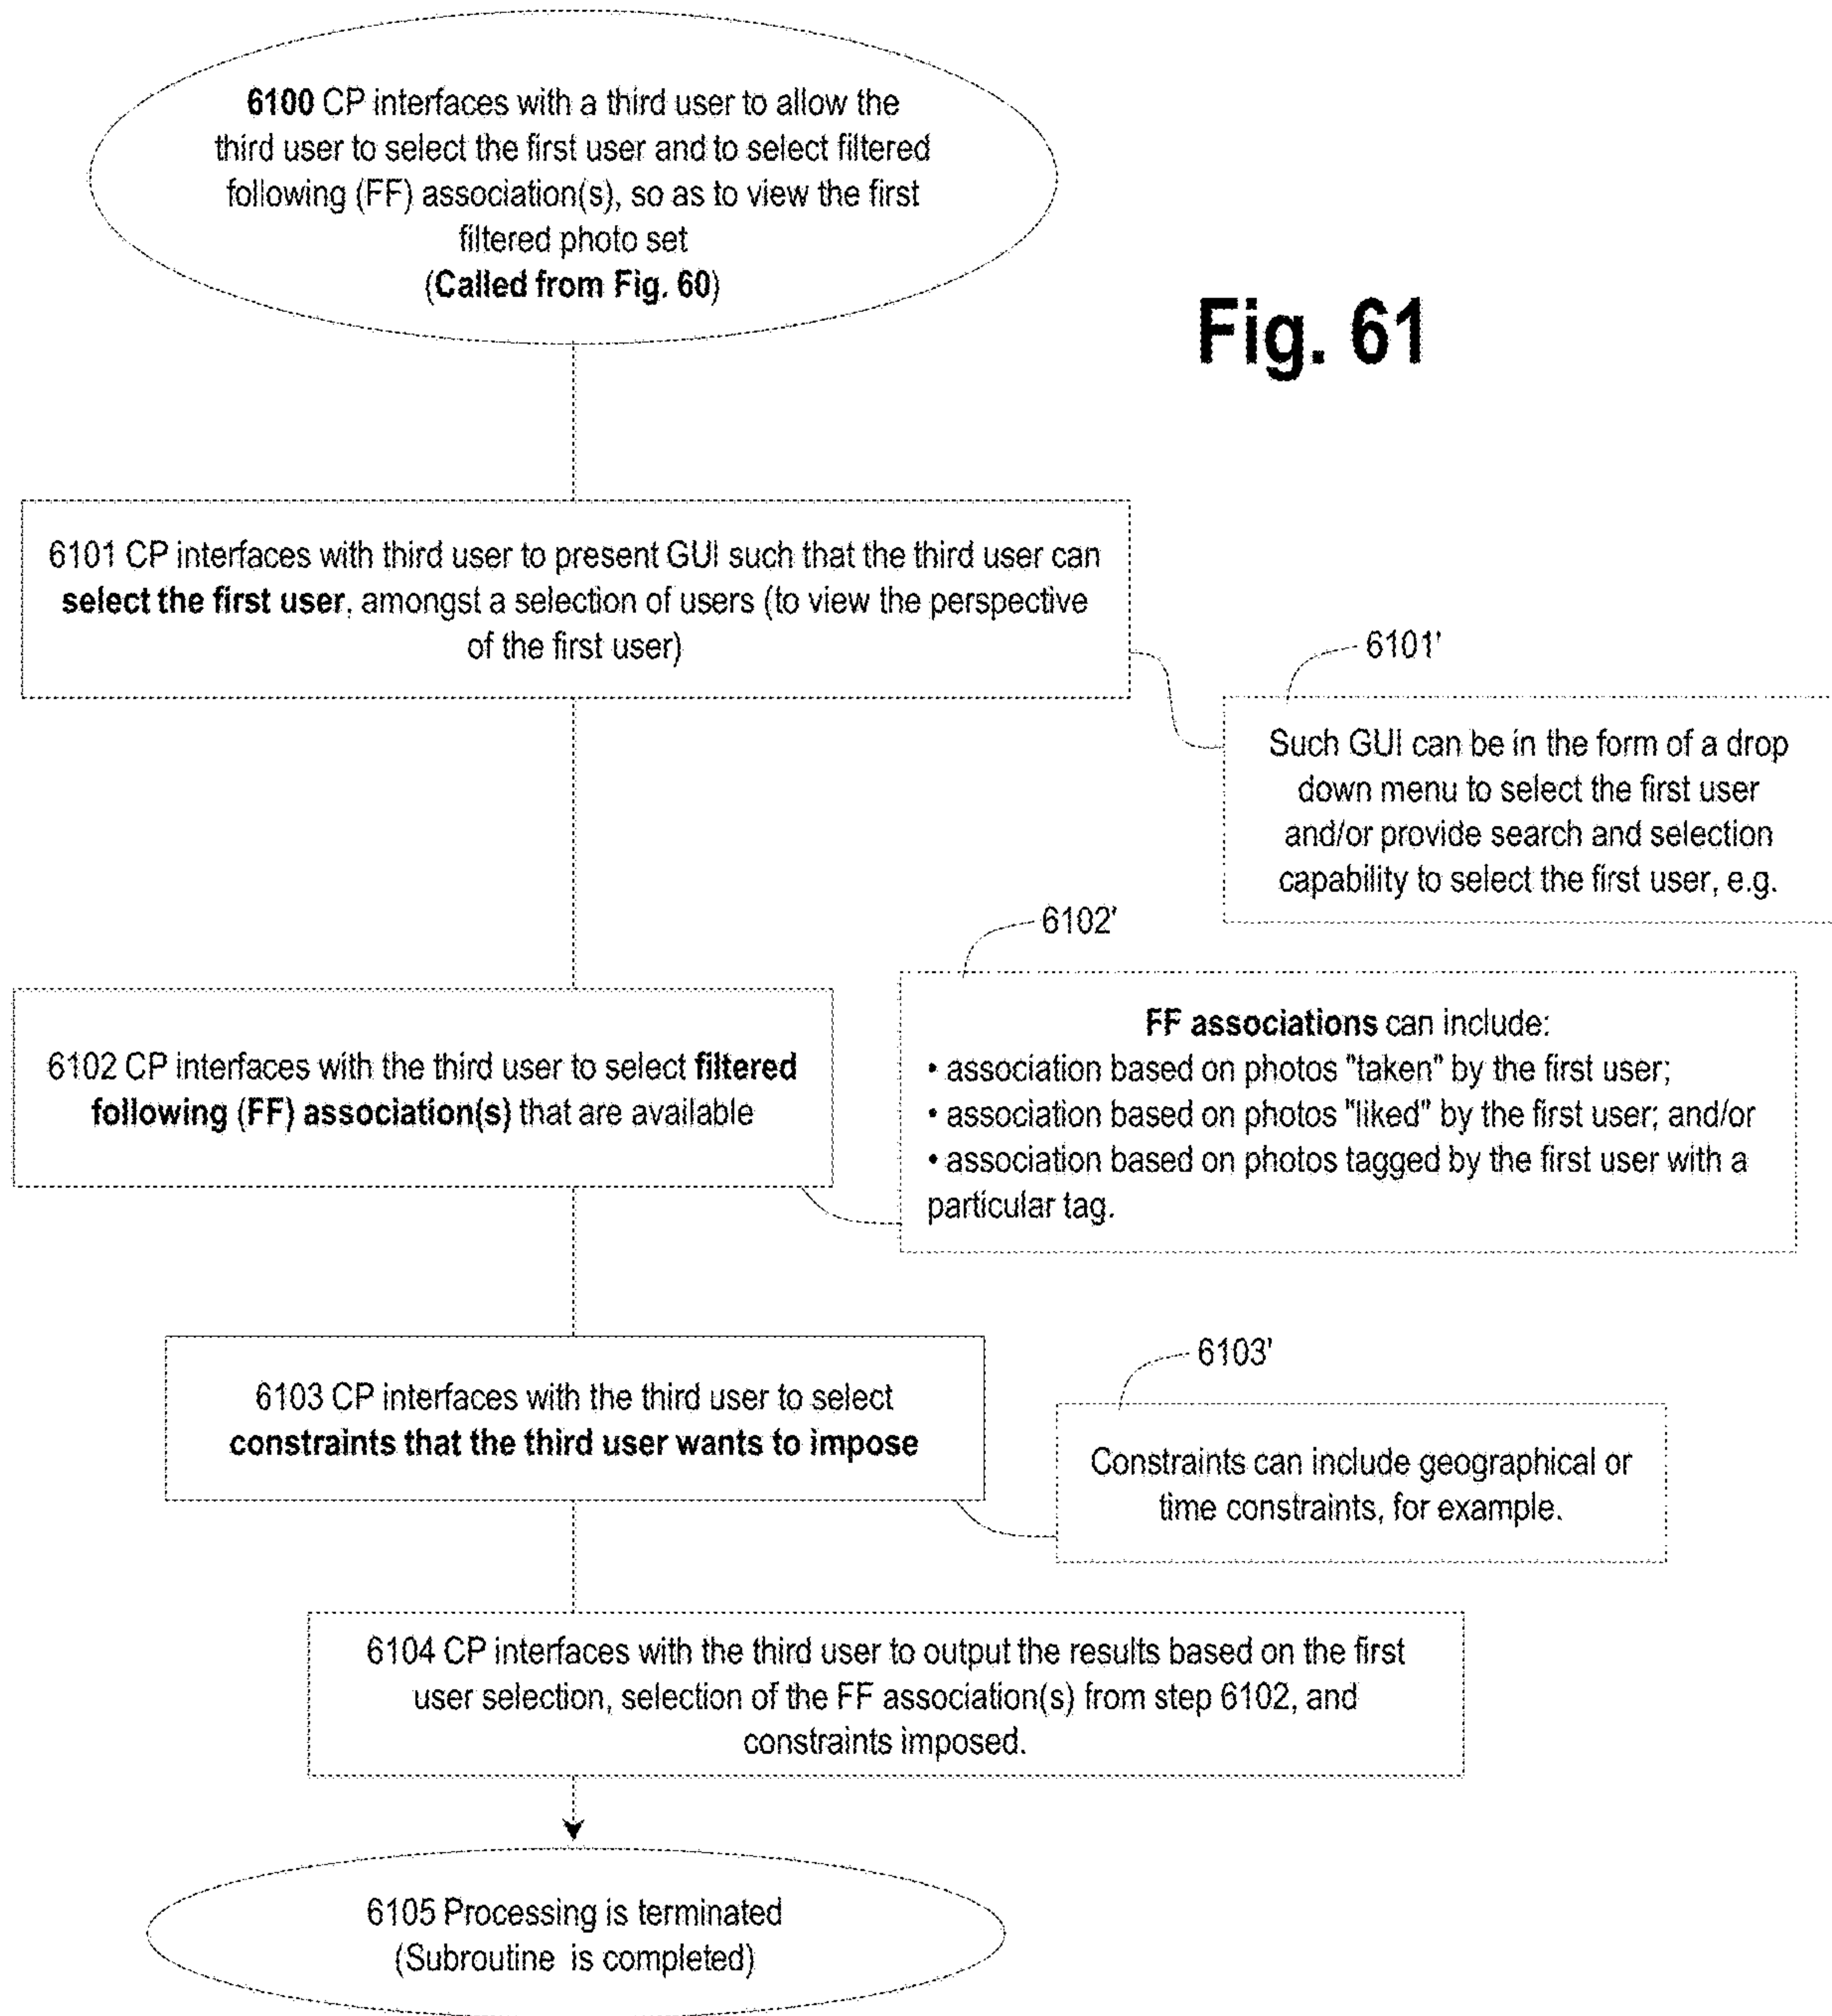 6100 CP interfaces with a third user to allow the
third user to select the first user and to select filtered
following (FF) association(s), so as to view the first
filtered photo set
(Called from Fig. 60)
Fig. 61
6101 CP interfaces with third user to present GUI such that the third user can
select the first user, amongst a selection of users (to view the perspective
of the first user)
6101'
Such GUI can be in the form of a drop
down menu to select the first user
and/or provide search and selection
capability to select the first user, e.g.
6102'
6102 CP interfaces with the third user to select filtered
following (FF) association(s) that are available
FF associations can include:
• association based on photos "taken" by the first user;
• association based on photos "liked" by the first user; and/or
• association based on photos tagged by the first user with a
particular tag.
6103 CP interfaces with the third user to select
constraints that the third user wants to impose
6103'
Constraints can include geographical or
time constraints, for example.
6104 CP interfaces with the third user to output the results based on the first
user selection, selection of the FF association(s) from step 6102, and
constraints imposed.
6105 Processing is terminated
(Subroutine is completed)